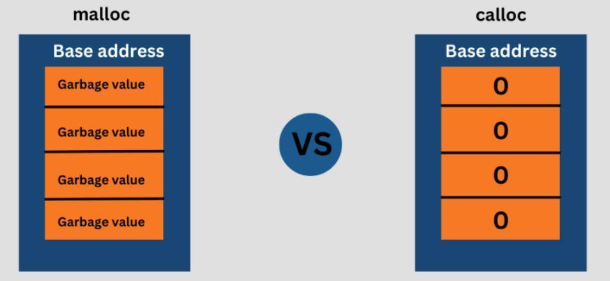 malloc
Base address
Garbage value
Garbage value
Garbage value
Garbage value
VS
calloc
Base address
0
0
0
0